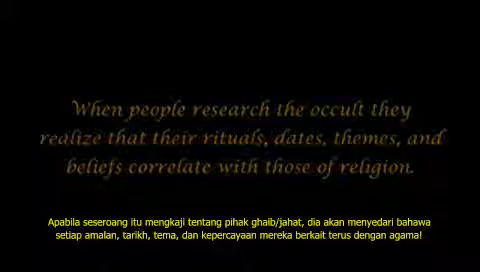 When people research the occult they
realize that their rituals, dates, themes, and
beliefs correlate with those of religion.
Apabila seseroang itu mengkaji tentang pihak ghaib/jahat, dia akan menyedari bahawa
setiap amalan, tarikh, tema, dan kepercayaan mereka berkait terus dengan agama!